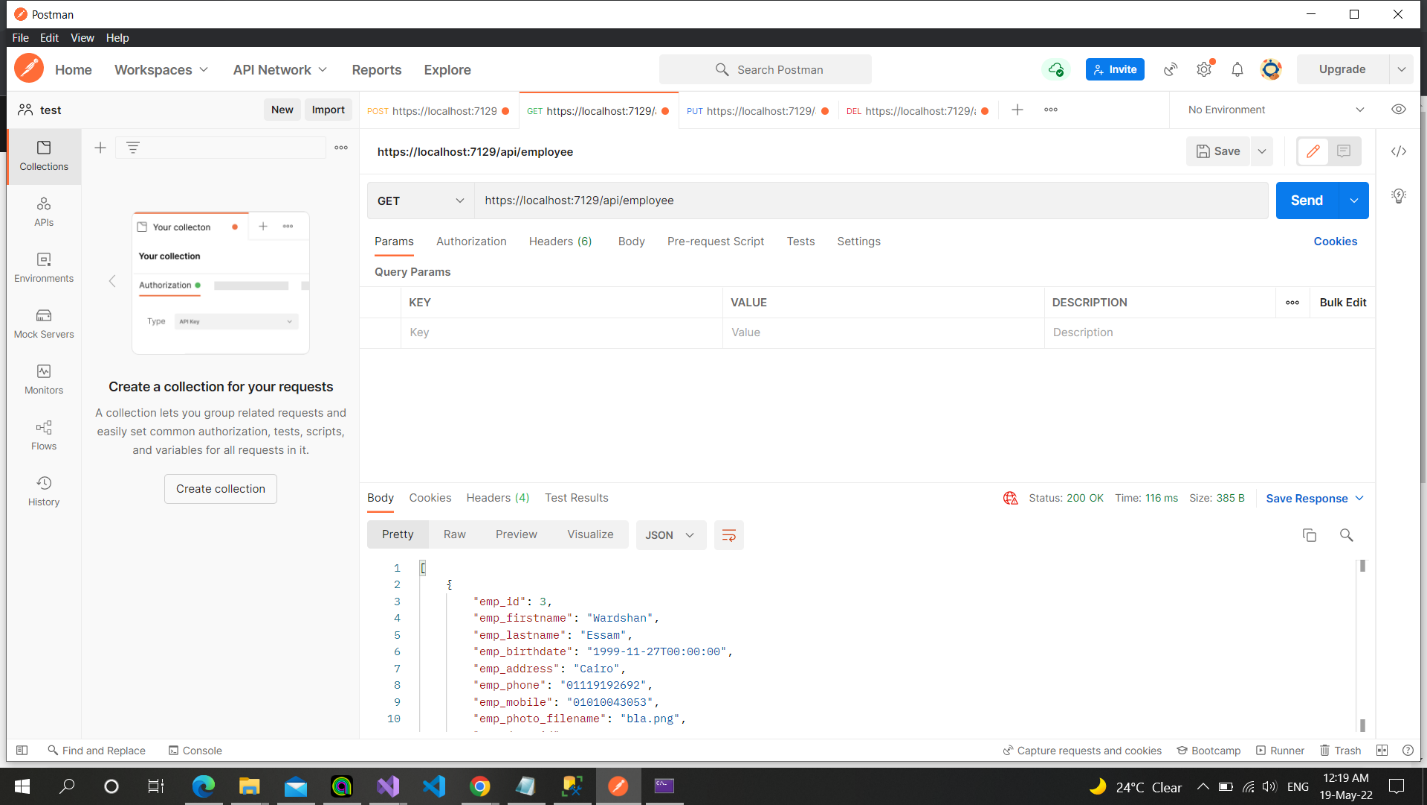 Postman
File Edit View Help
Home Workspaces API Network Reports Explore Search Postman Invite Upgrade
test New Import POST https://localhost:7129 GET https://localhost:7129/ PUT https://localhost:7129/ DEL https://localhost:7129/ No Environment
Collections
APIs
Environments
Mock Servers
Monitors
Flows
History
Your collecton
Your collection
Authorization
Type API Key
Create a collection for your requests
A collection lets you group related requests and
easily set common authorization, tests, scripts,
and variables for all requests in it.
Create collection
https://localhost:7129/api/employee Save
GET https://localhost:7129/api/employee Send
Params Authorization Headers (6) Body Pre-request Script Tests Settings Cookies
Query Params
KEY VALUE DESCRIPTION Bulk Edit
Key Value Description
Body Cookies Headers (4) Test Results Status: 200 OK Time: 116 ms Size: 385 B Save Response
Pretty Raw Preview Visualize JSON
1 [
2 {
3 "emp_id": 3,
4 "emp_firstname": "Wardshan",
5 "emp_lastname": "Essam",
6 "emp_birthdate": "1999-11-27T00:00:00",
7 "emp_address": "Cairo",
8 "emp_phone": "01119192692",
9 "emp_mobile": "01010043053",
10 "emp_photo_filename": "bla.png",
Find and Replace Console Capture requests and cookies Bootcamp Runner Trash
24°C Clear ENG 12:19 AM
19-May-22